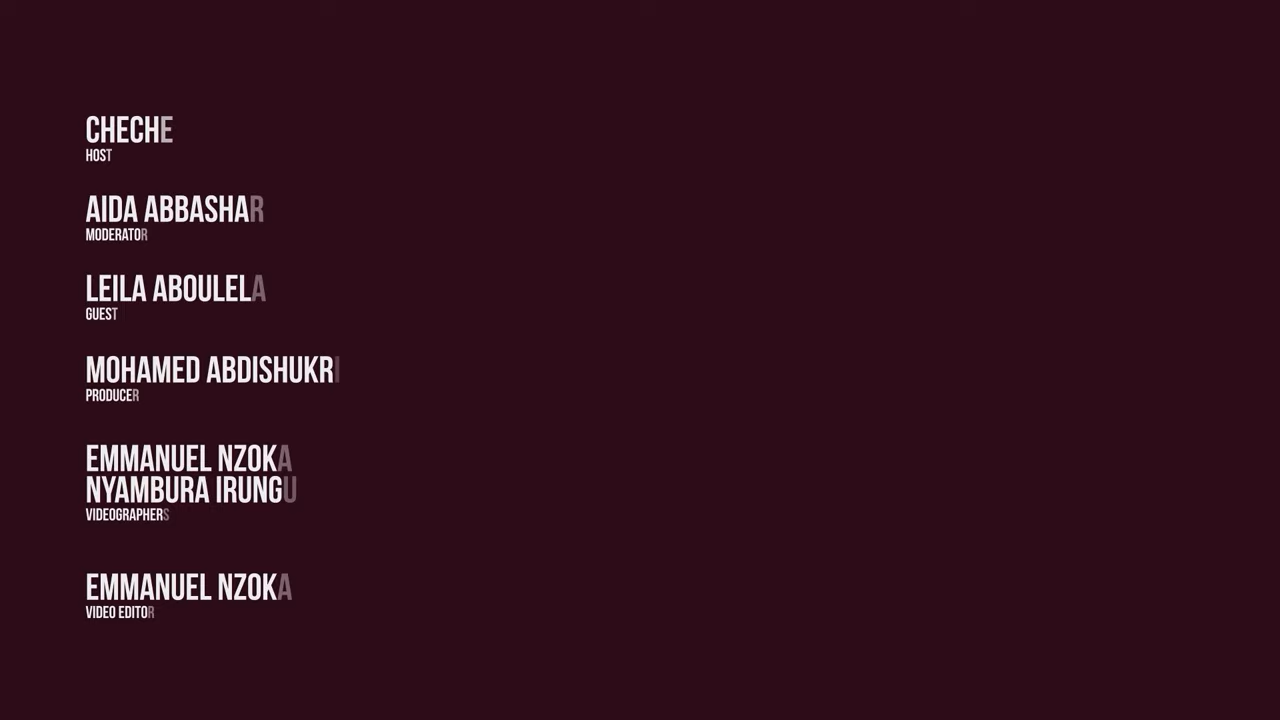 CHECHE
HOST
AIDA ABBASHAR
MODERATOR
LEILA ABOULELA
GUEST
MOHAMED ABDISHUKRI
PRODUCER
EMMANUEL NZOKA
NYAMBURA IRUNGU
VIDEOGRAPHERS
EMMANUEL NZOKA
VIDEO EDITOR